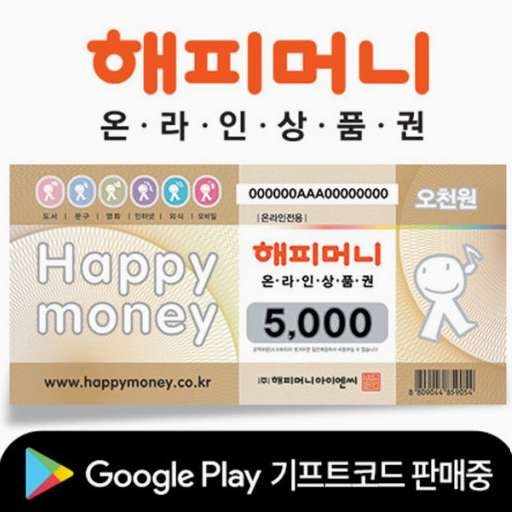 해피머니
온·라·인·상·품·권
000000AAA00000000
오천원
도서 | 문구 | 영화 | 인터넷 | 외식 | 모바일
|온라인전용|
Happy
money
해피머니
온·라·인·상·품·권
5,000
www.happymoney.co.kr
(주)해피머니아이엔씨
8 809044 859054
Google Play 기프트코드 판매중